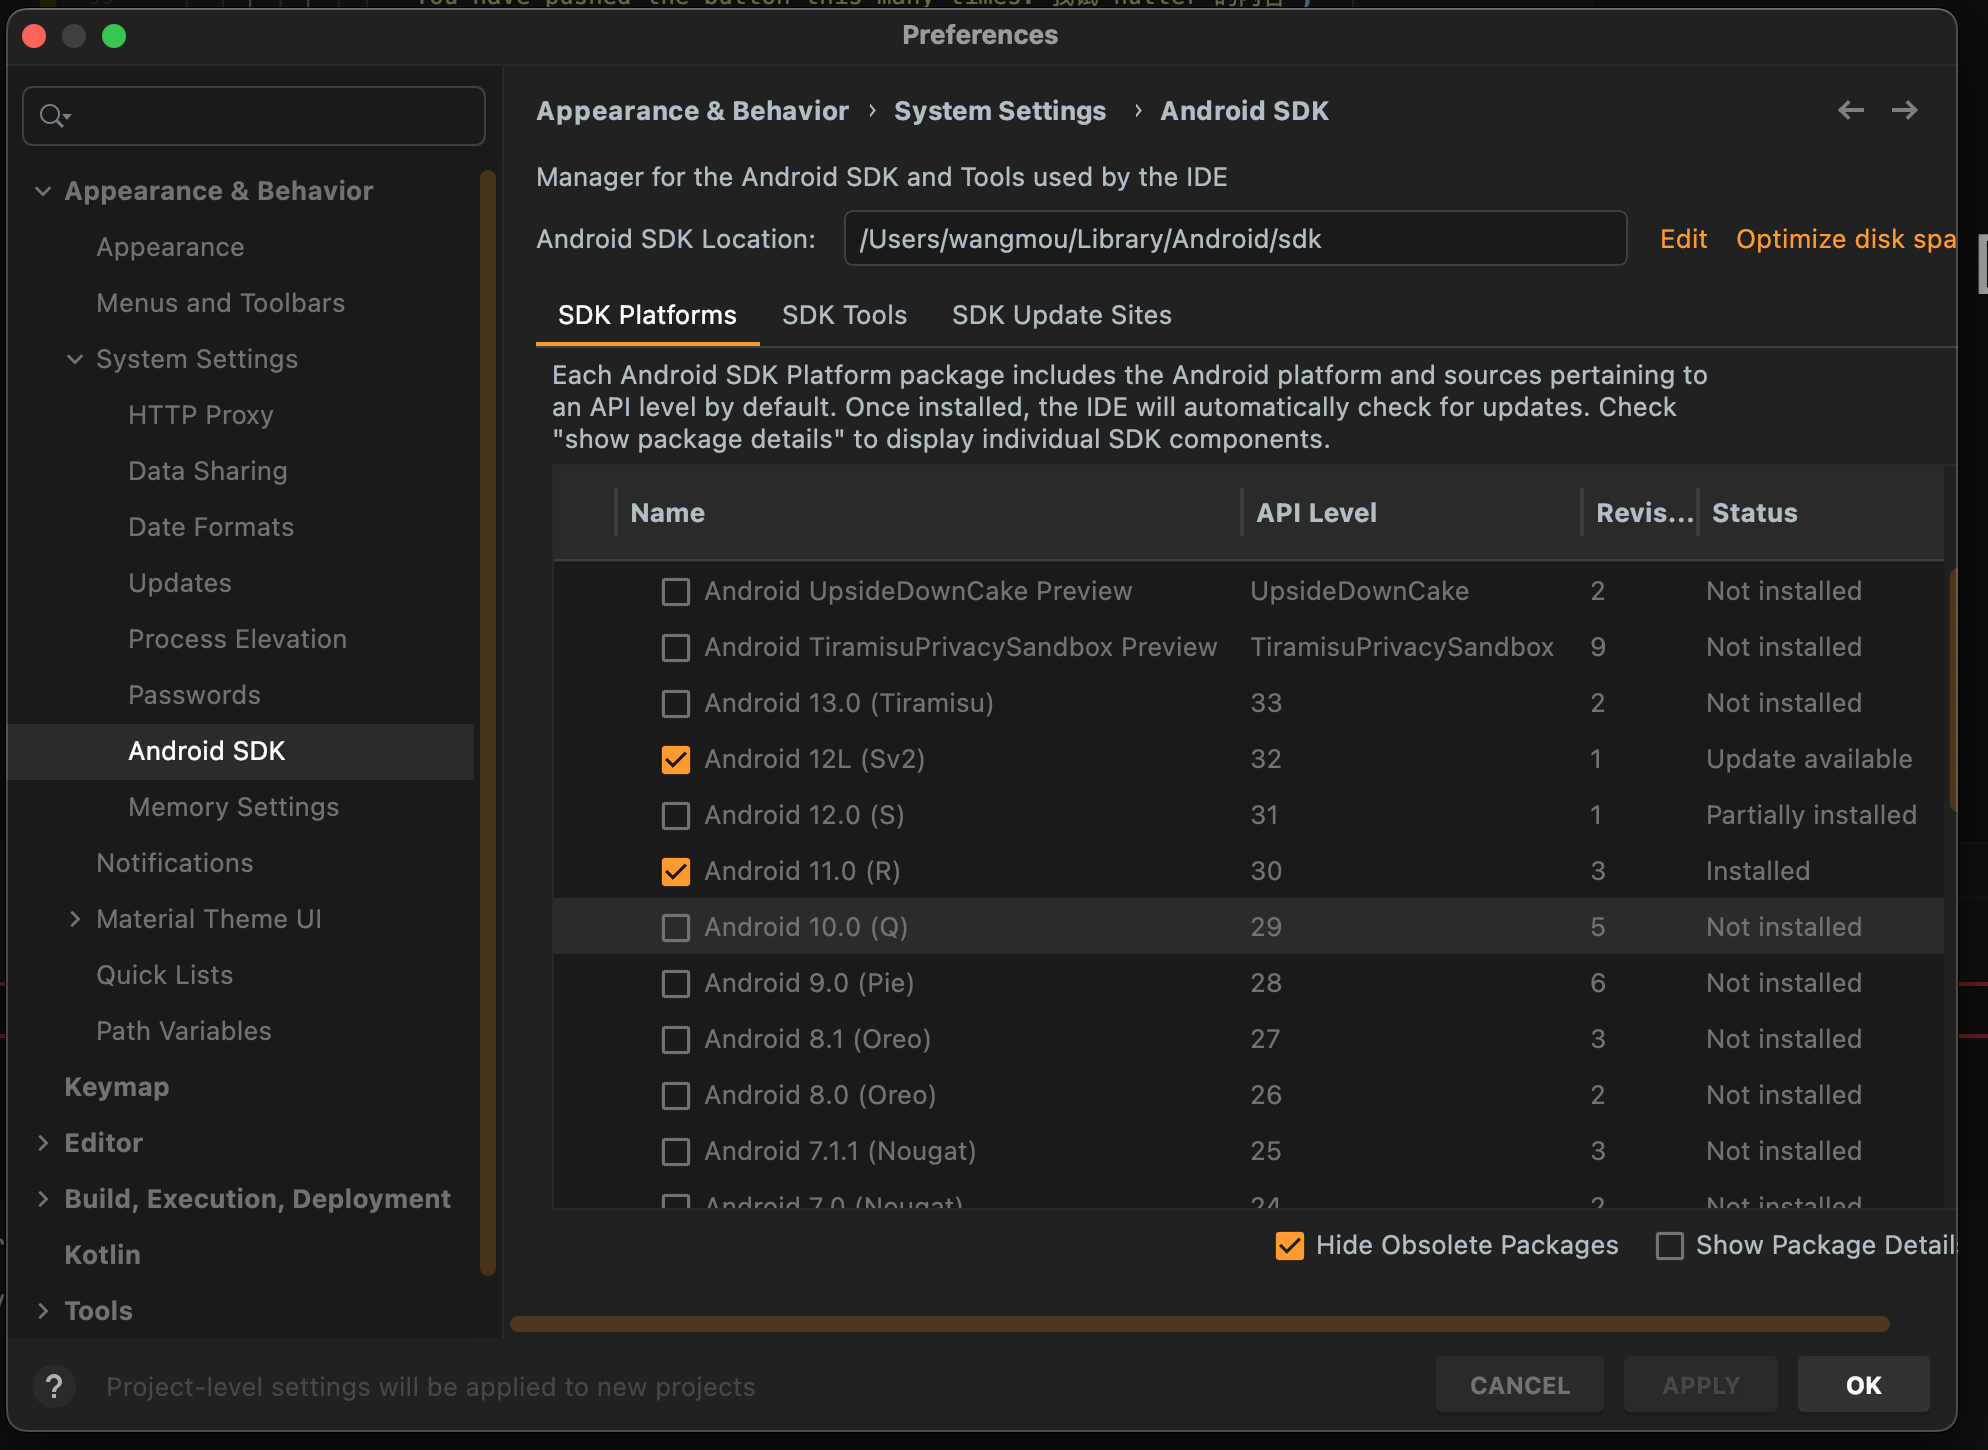 Preferences
Appearance & Behavior
Appearance
Menus and Toolbars
System Settings
HTTP Proxy
Data Sharing
Date Formats
Updates
Process Elevation
Passwords
Android SDK
Memory Settings
Notifications
Material Theme UI
Quick Lists
Path Variables
Keymap
Editor
Build, Execution, Deployment
Kotlin
Tools
Appearance & Behavior › System Settings › Android SDK
Manager for the Android SDK and Tools used by the IDE
Android SDK Location: /Users/wangmou/Library/Android/sdk Edit Optimize disk spa
SDK Platforms SDK Tools SDK Update Sites
Each Android SDK Platform package includes the Android platform and sources pertaining to
an API level by default. Once installed, the IDE will automatically check for updates. Check
"show package details" to display individual SDK components.
Name API Level Revis... Status
Android UpsideDownCake Preview UpsideDownCake 2 Not installed
Android TiramisuPrivacySandbox Preview TiramisuPrivacySandbox 9 Not installed
Android 13.0 (Tiramisu) 33 2 Not installed
Android 12L (Sv2) 32 1 Update available
Android 12.0 (S) 31 1 Partially installed
Android 11.0 (R) 30 3 Installed
Android 10.0 (Q) 29 5 Not installed
Android 9.0 (Pie) 28 6 Not installed
Android 8.1 (Oreo) 27 3 Not installed
Android 8.0 (Oreo) 26 2 Not installed
Android 7.1.1 (Nougat) 25 3 Not installed
Android 7.0 (Nougat) 24 2 Not installed
Hide Obsolete Packages Show Package Detail
? Project-level settings will be applied to new projects
CANCEL APPLY OK